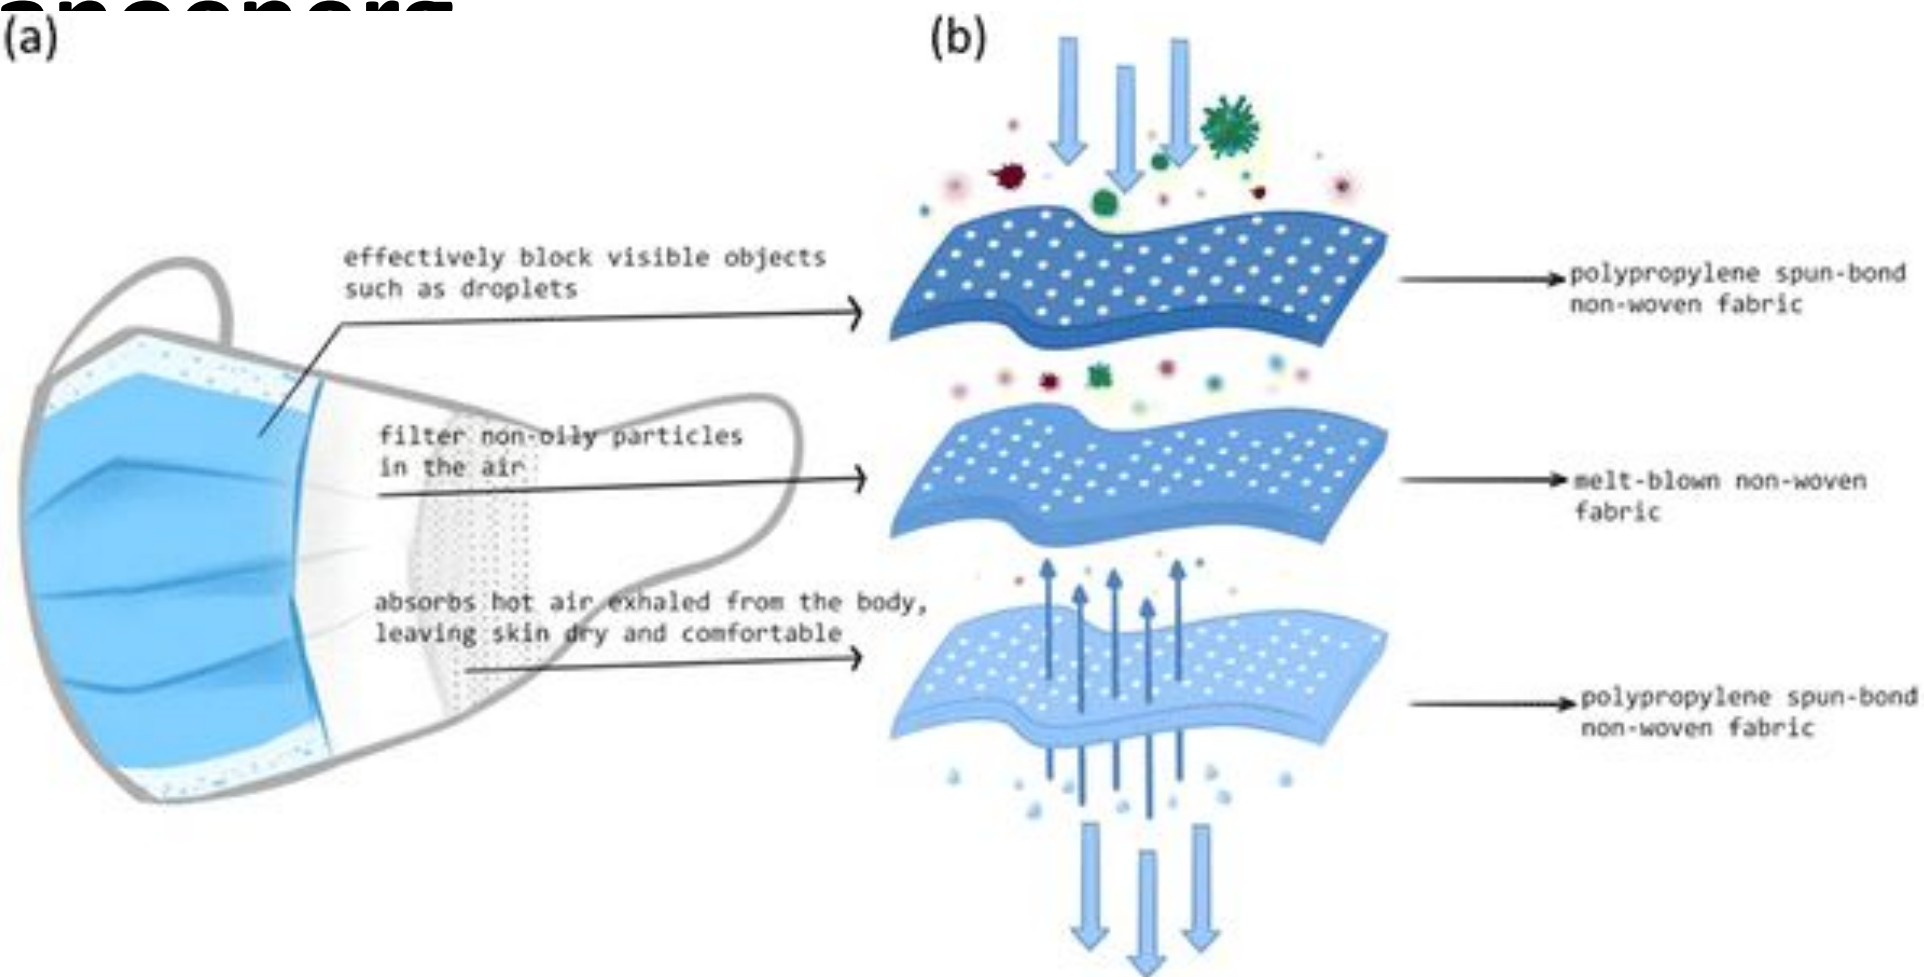 (a)
(b)
effectively block visible objects
such as droplets
filter non-oily particles
in the air
absorbs hot air exhaled from the body,
leaving skin dry and comfortable
polypropylene spun-bond
non-woven fabric
melt-blown non-woven
fabric
polypropylene spun-bond
non-woven fabric